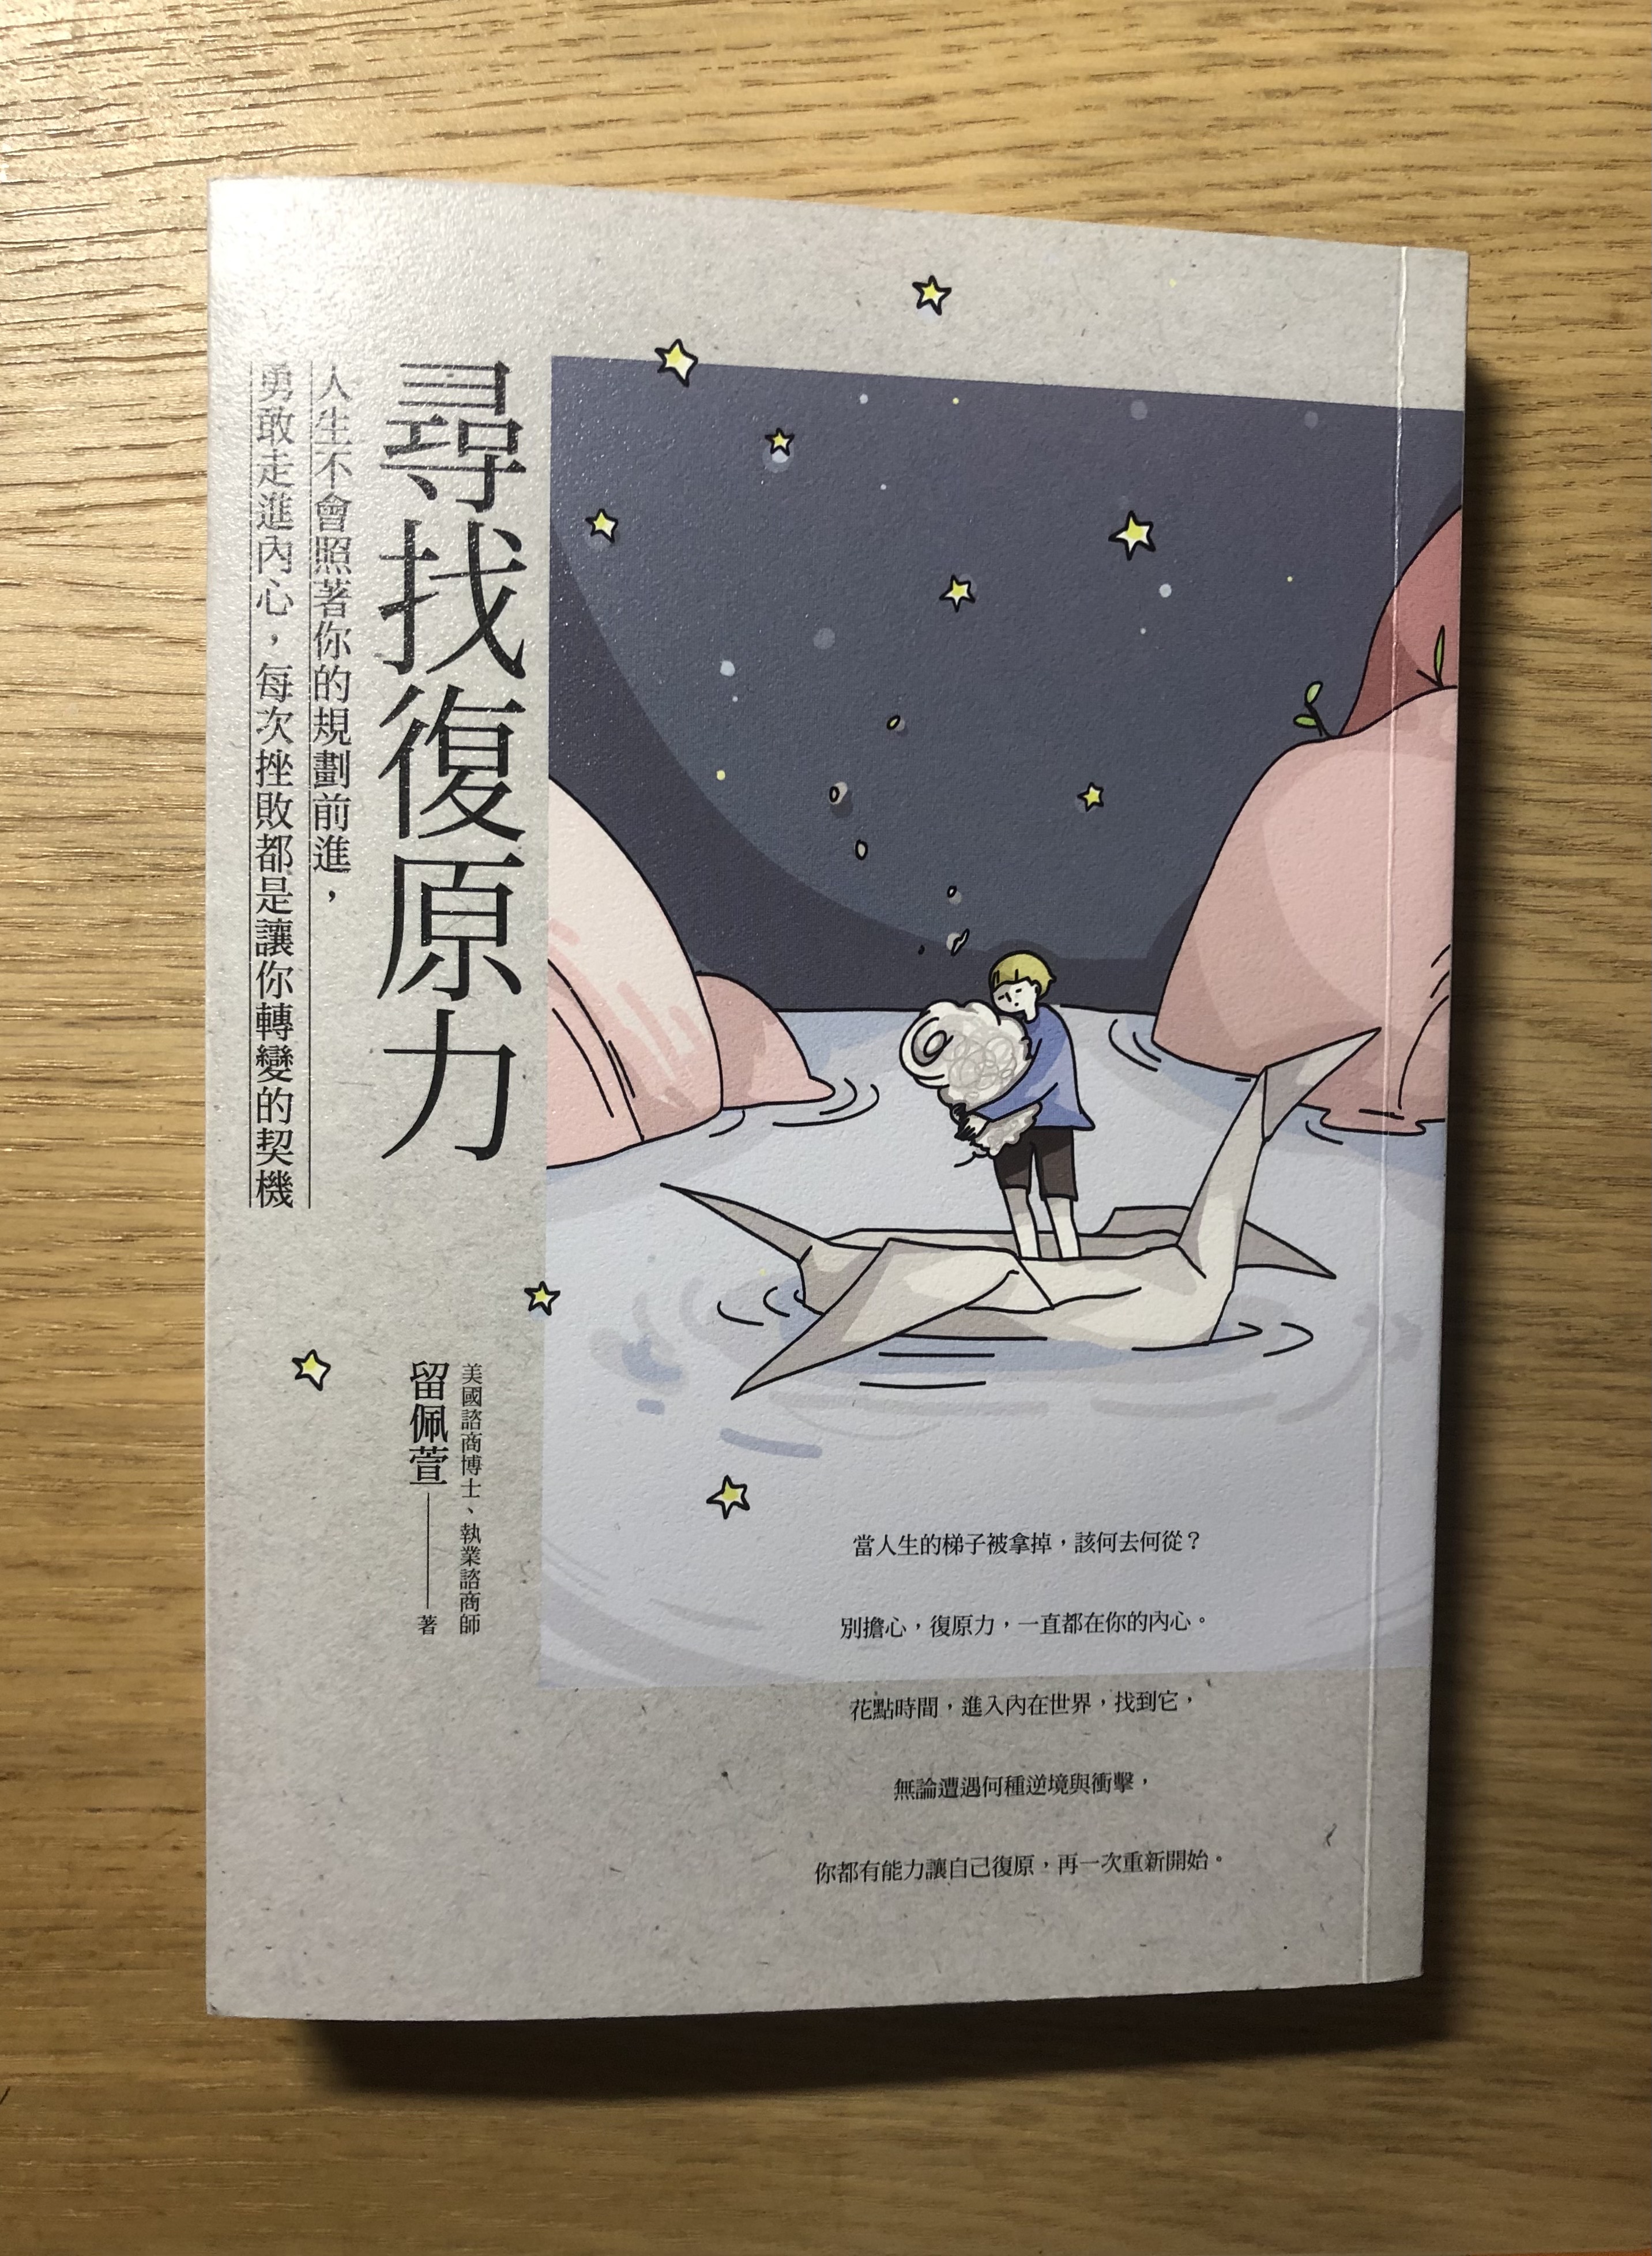 尋找復原力
人生不會照著你的規劃前進，
勇敢走進內心，每次挫敗都是讓你轉變的契機
美國諮商博士、執業諮商師
留佩萱——著
當人生的梯子被拿掉，該何去何從？
別擔心，復原力，一直都在你的內心。
花點時間，進入內在世界，找到它，
無論遭遇何種逆境與衝擊，
你都有能力讓自己復原，再一次重新開始。